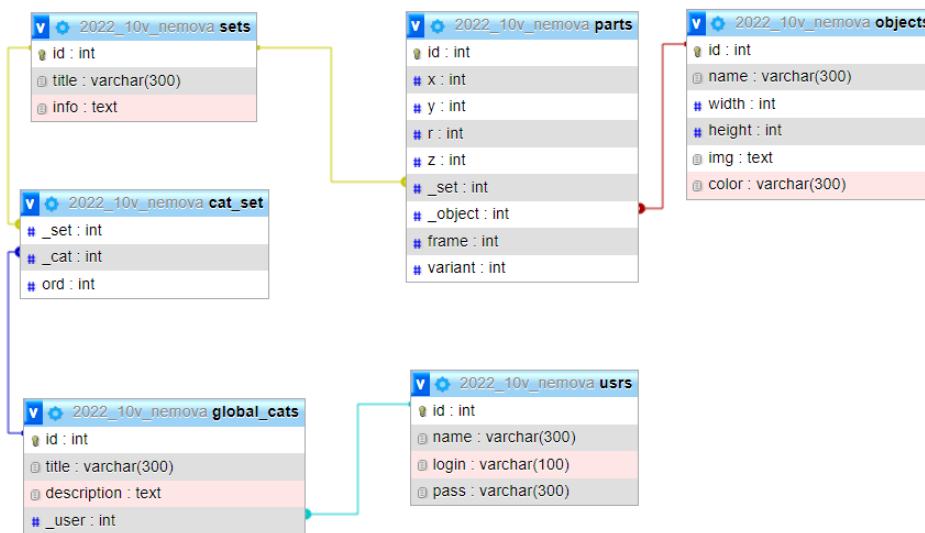 2022_10v_nemova sets
id : int
title : varchar(300)
info : text
2022_10v_nemova parts
id : int
x : int
y : int
r : int
z : int
_set : int
_object : int
frame : int
variant : int
2022_10v_nemova objects
id : int
name : varchar(300)
width : int
height : int
img : text
color : varchar(300)
2022_10v_nemova cat_set
_set : int
_cat : int
ord : int
2022_10v_nemova global_cats
id : int
title : varchar(300)
description : text
_user : int
2022_10v_nemova usrs
id : int
name : varchar(300)
login : varchar(100)
pass : varchar(300)